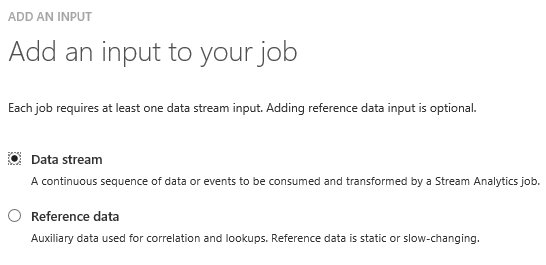 ADD AN INPUT
Add an input to your job
Each job requires at least one data stream input. Adding reference data input is optional.
Data stream
A continuous sequence of data or events to be consumed and transformed by a Stream Analytics job.
Reference data
Auxiliary data used for correlation and lookups. Reference data is static or slow-changing.